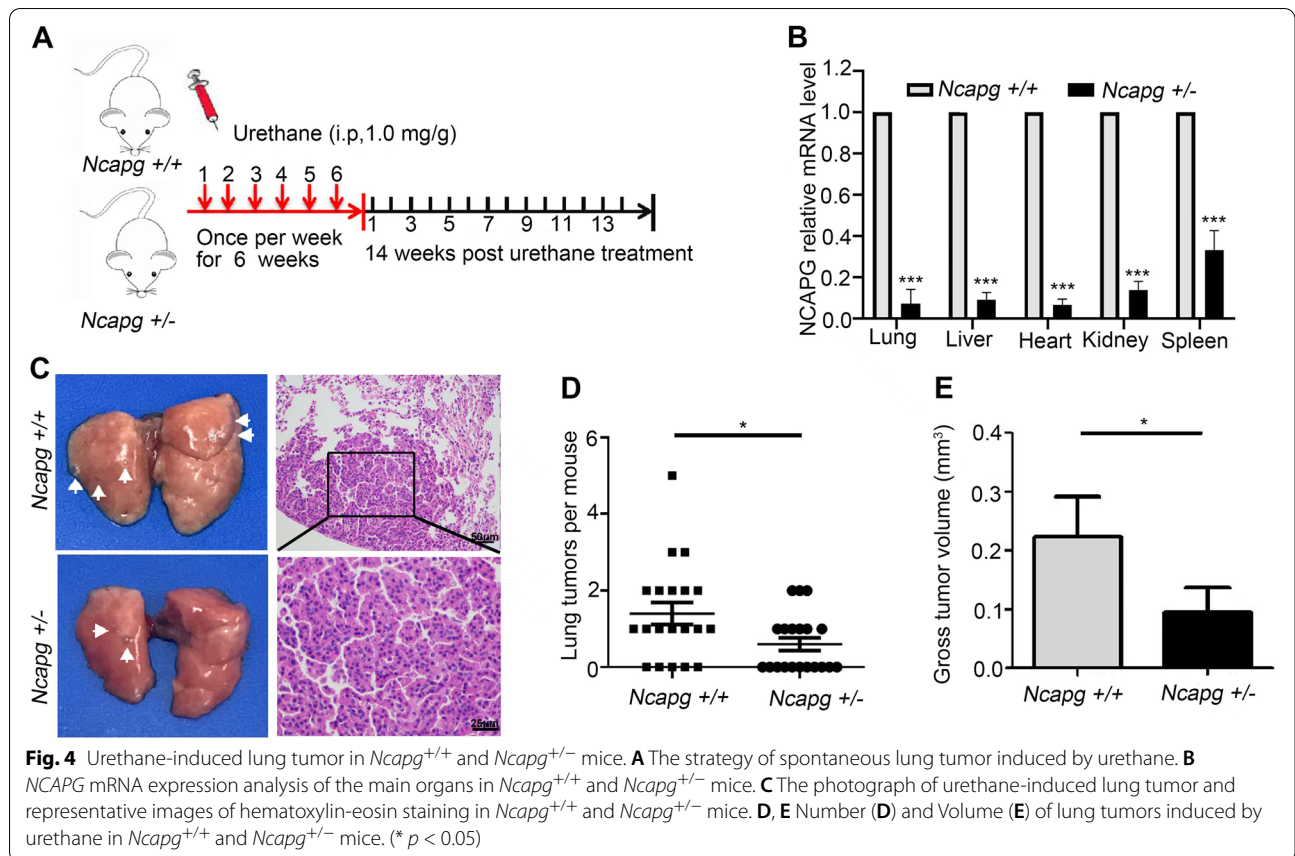 A
Ncapg +/+
Urethane (i.p,1.0 mg/g)
1 2 3 4 5 6
1 3 5 7 9 11 13
Once per week
for 6 weeks
14 weeks post urethane treatment
Ncapg +/-
B
NCAPG relative mRNA level
1.2
1.0
0.8
0.6
0.4
0.2
0.0
Ncapg +/+ Ncapg +/-
*** *** *** *** ***
Lung Liver Heart Kidney Spleen
C
Ncapg +/+
50μm
Ncapg +/-
25μm
D
Lung tumors per mouse
6
4
2
0
*
Ncapg +/+ Ncapg +/-
E
Gross tumor volume (mm³)
0.4
0.3
0.2
0.1
0.0
*
Ncapg +/+ Ncapg +/-
Fig. 4 Urethane-induced lung tumor in Ncapg+/+ and Ncapg+/− mice. A The strategy of spontaneous lung tumor induced by urethane. B
NCAPG mRNA expression analysis of the main organs in Ncapg+/+ and Ncapg+/− mice. C The photograph of urethane-induced lung tumor and
representative images of hematoxylin-eosin staining in Ncapg+/+ and Ncapg+/− mice. D, E Number (D) and Volume (E) of lung tumors induced by
urethane in Ncapg+/+ and Ncapg+/− mice. (* p < 0.05)